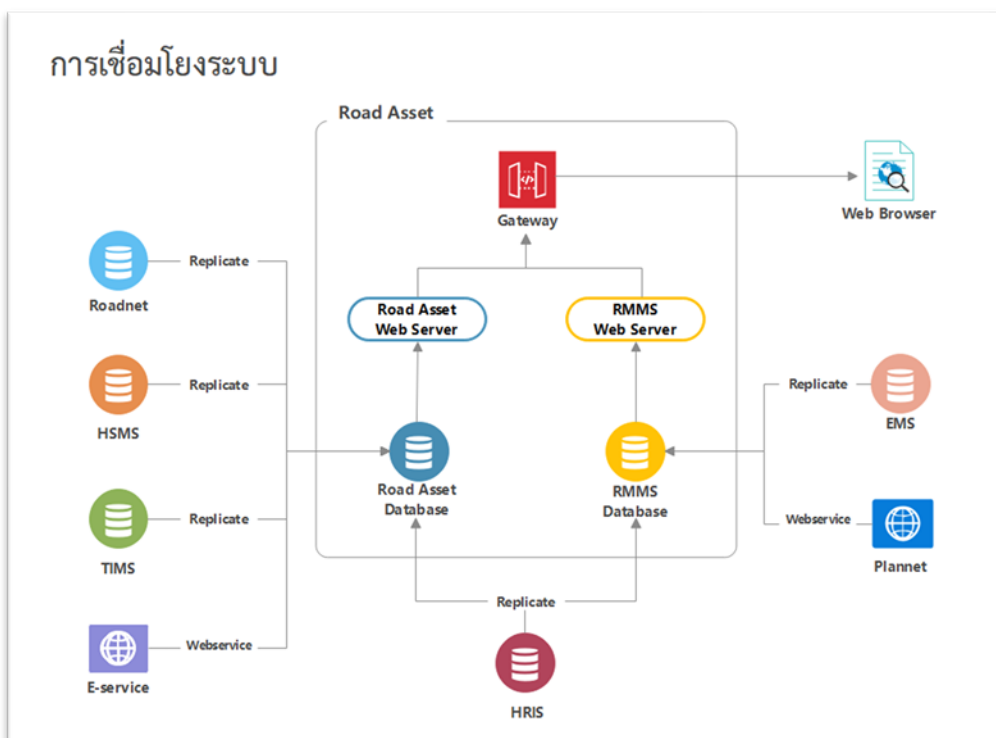 การเชื่อมโยงระบบ
Road Asset
Gateway
Web Browser
Roadnet
Replicate
Road Asset
Web Server
RMMS
Web Server
HSMS
Replicate
Replicate
EMS
Road Asset
Database
RMMS
Database
TIMS
Replicate
Webservice
Plannet
E-service
Webservice
Replicate
HRIS